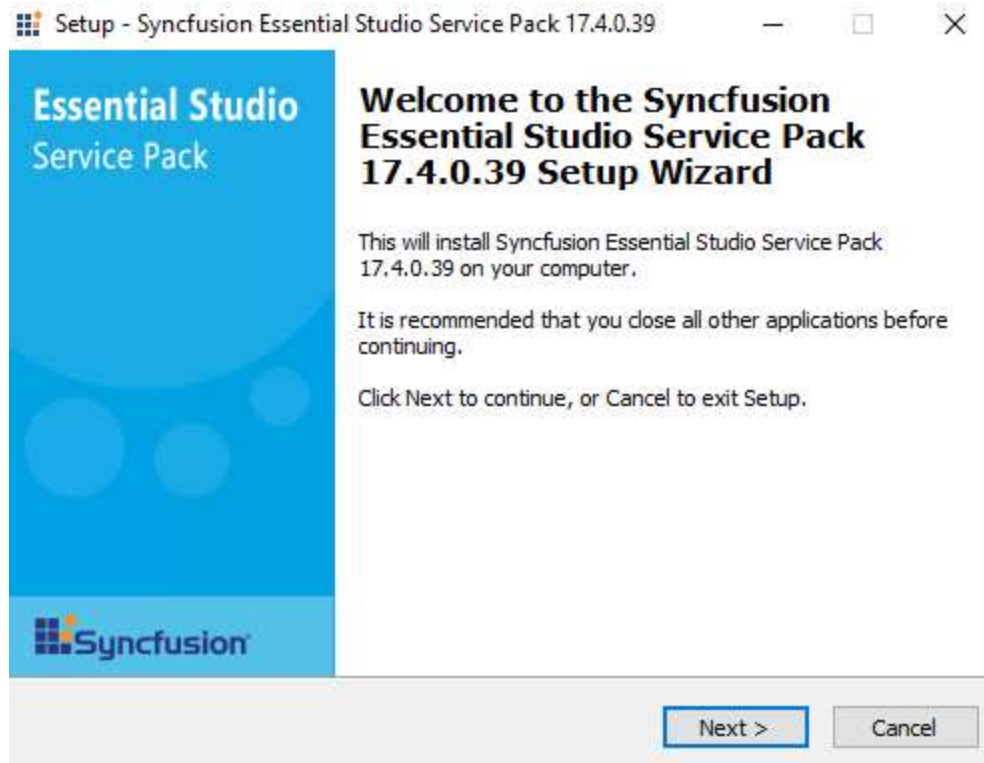 Setup - Syncfusion Essential Studio Service Pack 17.4.0.39
Essential Studio
Service Pack
Welcome to the Syncfusion
Essential Studio Service Pack
17.4.0.39 Setup Wizard
This will install Syncfusion Essential Studio Service Pack
17.4.0.39 on your computer.
It is recommended that you close all other applications before
continuing.
Click Next to continue, or Cancel to exit Setup.
Syncfusion
Next >
Cancel